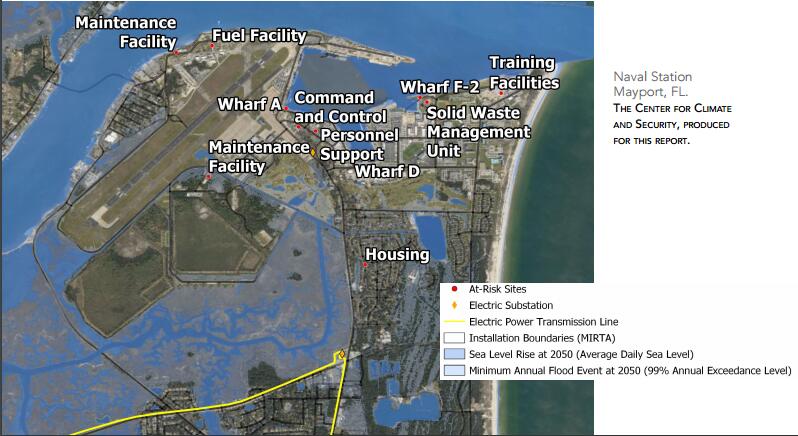 Maintenance
Facility
Fuel Facility
Training
Facilities
Wharf F-2
Wharf A
Command
and Control
Solid Waste
Management
Unit
Personnel
Support
Maintenance
Facility
Wharf D
Housing
At-Risk Sites
Electric Substation
Electric Power Transmission Line
Installation Boundaries (MIRTA)
Sea Level Rise at 2050 (Average Daily Sea Level)
Minimum Annual Flood Event at 2050 (99% Annual Exceedance Level)
Naval Station
Mayport, FL.
The Center for Climate
and Security, produced
for this report.